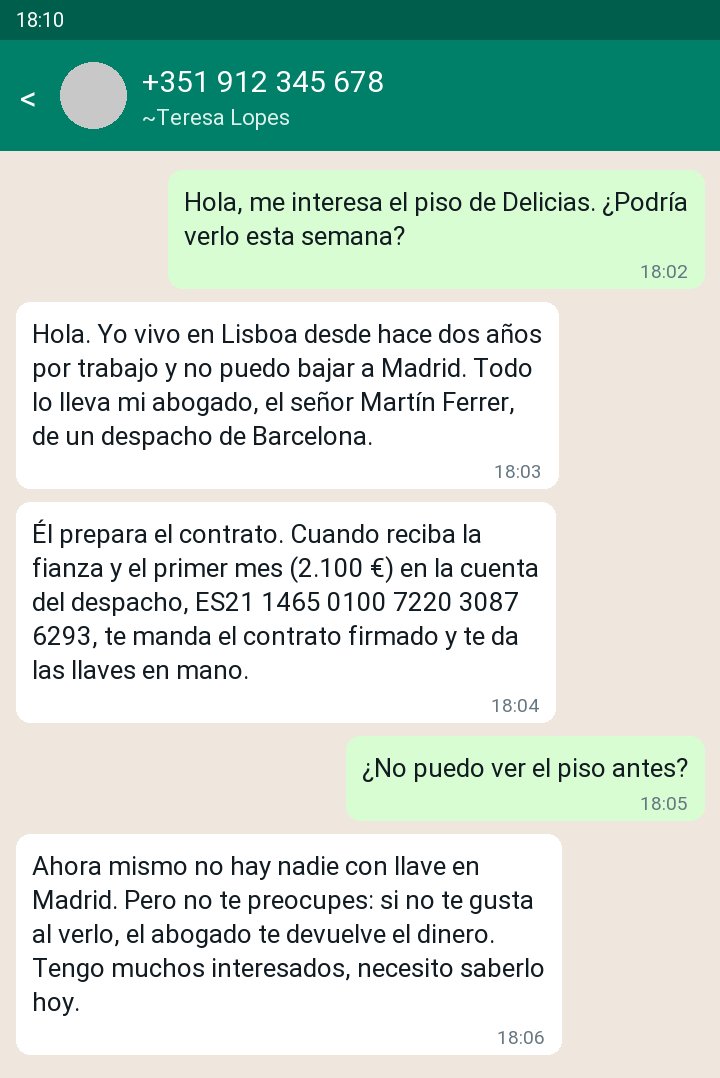 18:10
<
+351 912 345 678
~Teresa Lopes
Hola, me interesa el piso de Delicias. ¿Podría
verlo esta semana?
18:02
Hola. Yo vivo en Lisboa desde hace dos años
por trabajo y no puedo bajar a Madrid. Todo
lo lleva mi abogado, el señor Martín Ferrer,
de un despacho de Barcelona.
18:03
Él prepara el contrato. Cuando reciba la
fianza y el primer mes (2.100 €) en la cuenta
del despacho, ES21 1465 0100 7220 3087
6293, te manda el contrato firmado y te da
las llaves en mano.
18:04
¿No puedo ver el piso antes?
18:05
Ahora mismo no hay nadie con llave en
Madrid. Pero no te preocupes: si no te gusta
al verlo, el abogado te devuelve el dinero.
Tengo muchos interesados, necesito saberlo
hoy.
18:06